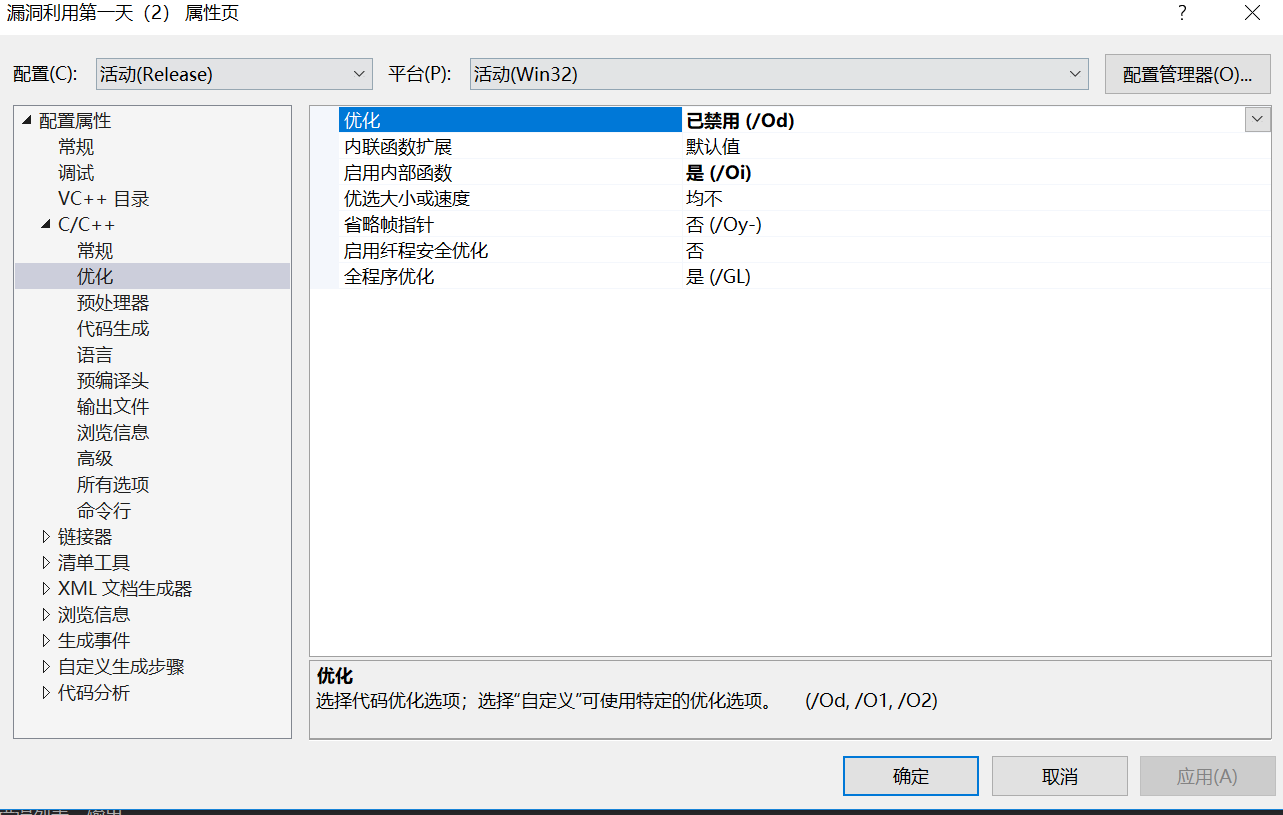 漏洞利用第一天（2） 属性页
配置(C): 活动(Release) 平台(P): 活动(Win32) 配置管理器(O)...
配置属性
常规
调试
VC++ 目录
C/C++
常规
优化
预处理器
代码生成
语言
预编译头
输出文件
浏览信息
高级
所有选项
命令行
链接器
清单工具
XML 文档生成器
浏览信息
生成事件
自定义生成步骤
代码分析
优化 已禁用 (/Od)
内联函数扩展 默认值
启用内部函数 是 (/Oi)
优选大小或速度 均不
省略帧指针 否 (/Oy-)
启用纤程安全优化 否
全程序优化 是 (/GL)
优化
选择代码优化选项；选择“自定义”可使用特定的优化选项。 (/Od, /O1, /O2)
确定 取消 应用(A)